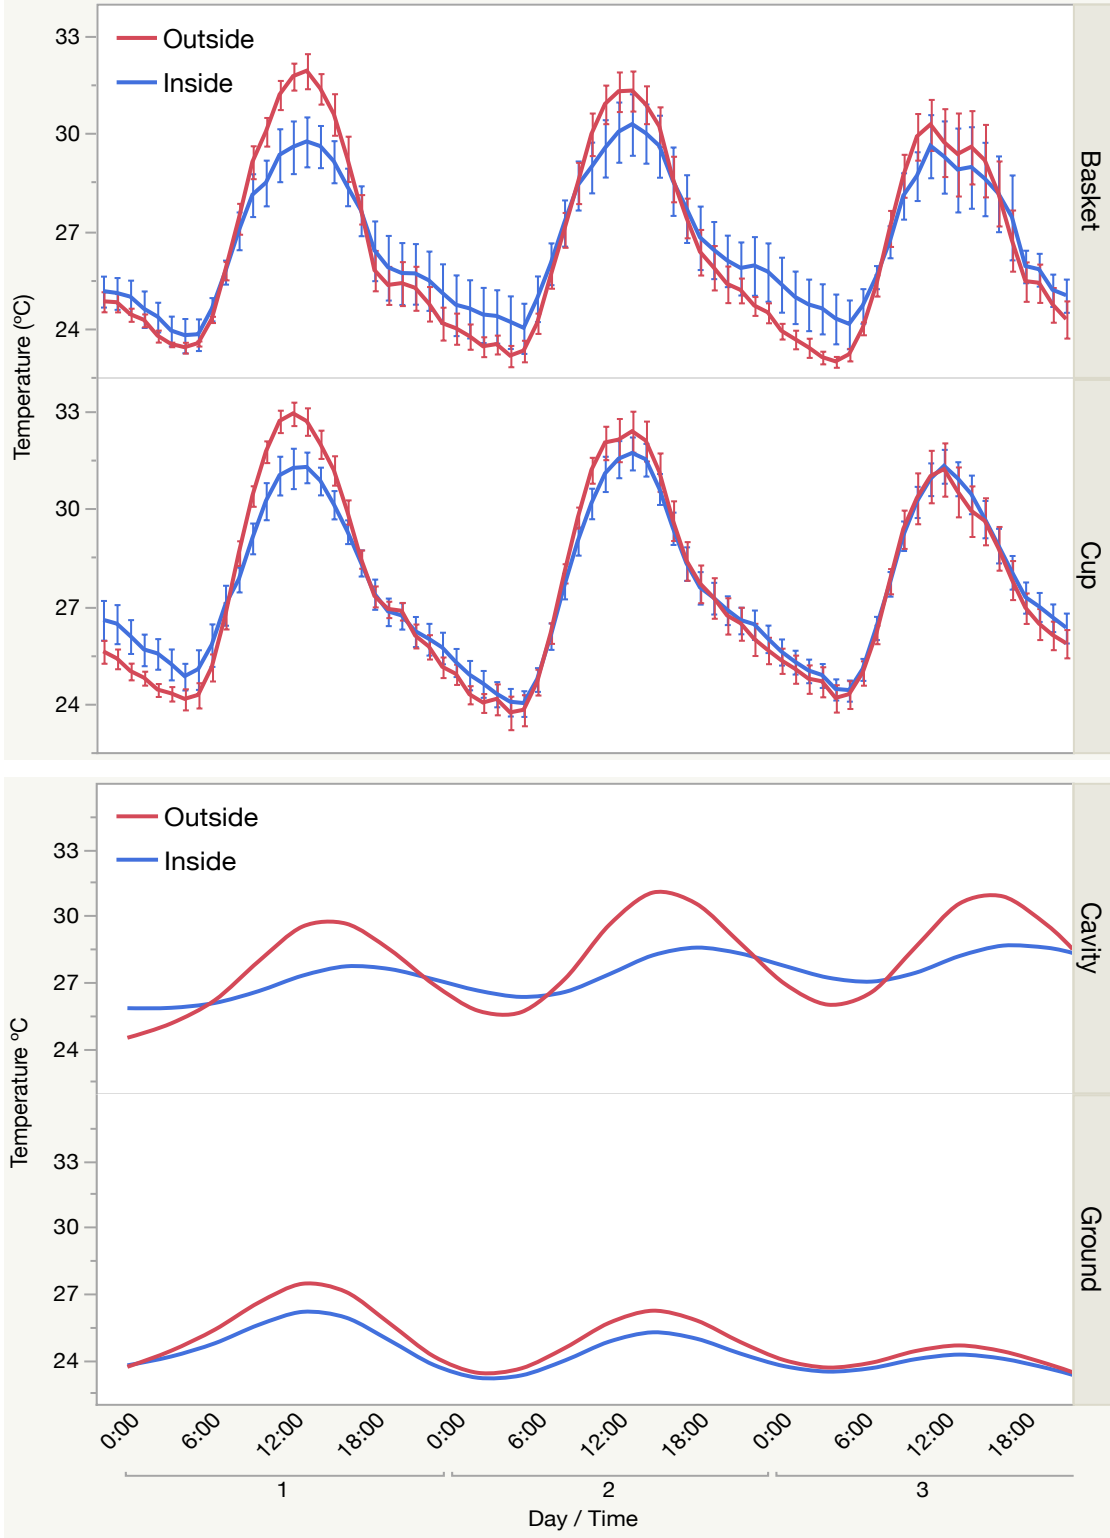 33
Outside
Inside
30
27
24
Basket
Temperature (ºC)
33
30
27
24
Cup
Outside
Inside
33
30
27
24
Cavity
Temperature ºC
33
30
27
24
Ground
0:00 6:00 12:00 18:00 0:00 6:00 12:00 18:00 0:00 6:00 12:00 18:00
1 2 3
Day / Time